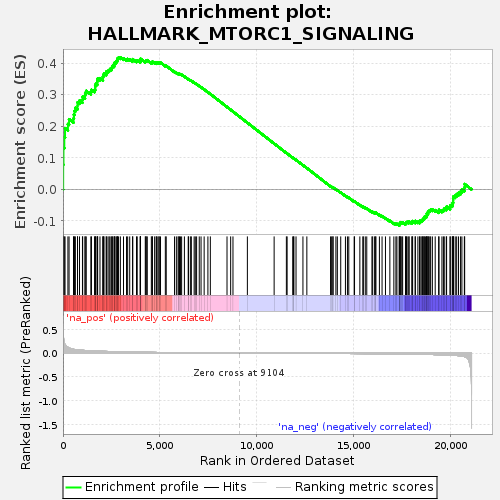 Enrichment plot:
HALLMARK_MTORC1_SIGNALING
Enrichment score (ES)
0.4
0.3
0.2
0.1
0.0
-0.1
Ranked list metric (PreRanked)
'na_pos' (positively correlated)
0.5
0.0
-0.5
-1.0
-1.5
Zero cross at 9104
'na_neg' (negatively correlated)
0
5,000
10,000
15,000
20,000
Rank in Ordered Dataset
Enrichment profile
Hits
Ranking metric scores